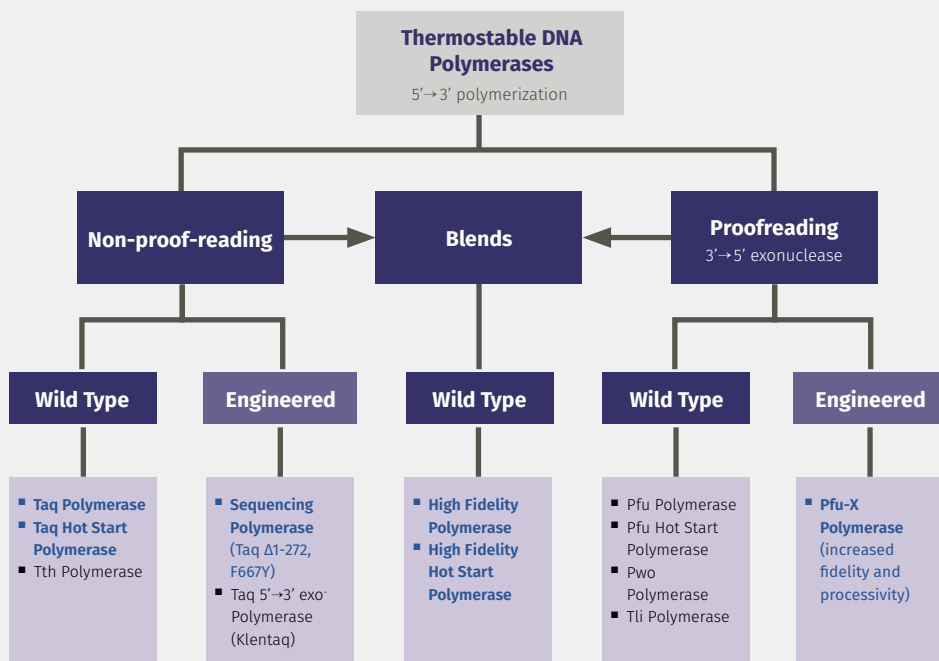 Thermostable DNA
Polymerases
5’→3’ polymerization
Non-proof-reading
Blends
Proofreading
3’→5’ exonuclease
Wild Type
Engineered
Wild Type
Wild Type
Engineered
▪ Taq Polymerase
▪ Taq Hot Start
Polymerase
▪ Tth Polymerase
▪ Sequencing
Polymerase
(Taq Δ1-272,
F667Y)
▪ Taq 5’→3’ exo⁻
Polymerase
(Klentaq)
▪ High Fidelity
Polymerase
▪ High Fidelity
Hot Start
Polymerase
▪ Pfu Polymerase
▪ Pfu Hot Start
Polymerase
▪ Pwo
Polymerase
▪ Tli Polymerase
▪ Pfu-X
Polymerase
(increased
fidelity and
processivity)